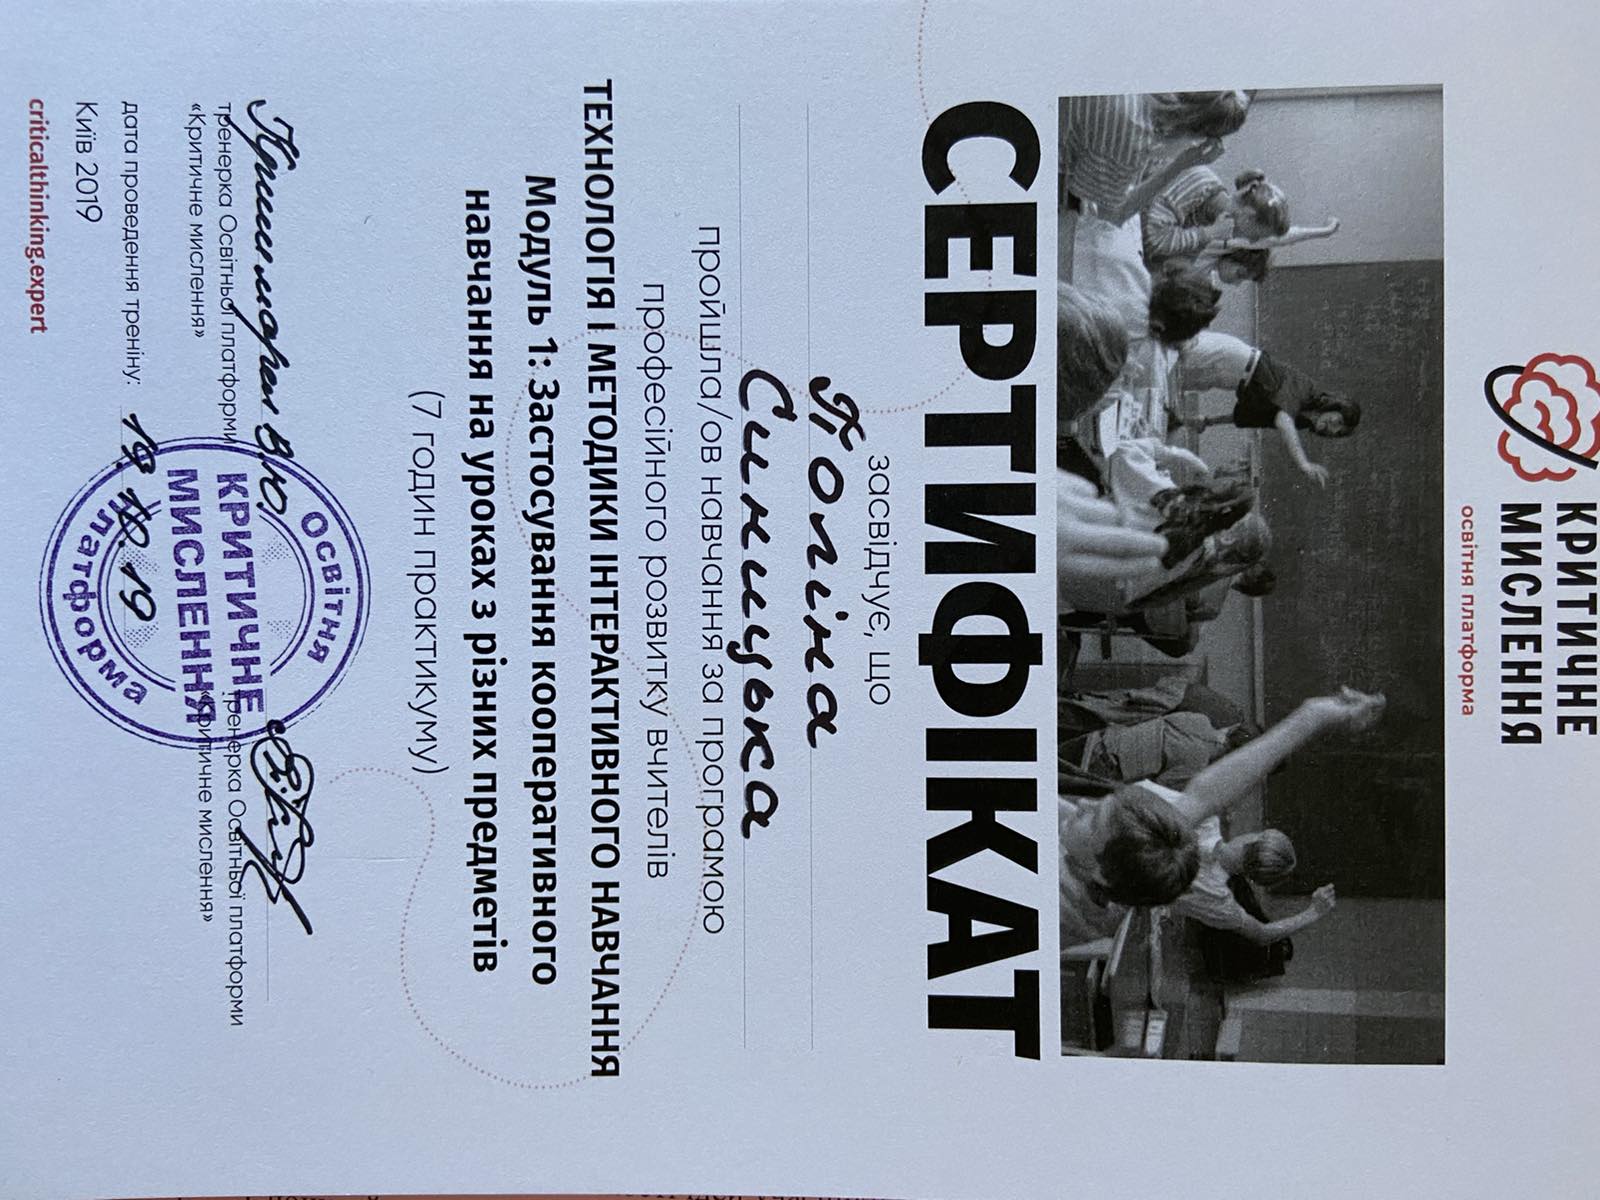 КРИТИЧНЕ
МИСЛЕННЯ
освітня платформа
СЕРТИФІКАТ
засвідчує, що
Поліна
Синицька
пройшла/ов навчання за програмою
професійного розвитку вчителів
ТЕХНОЛОГІЯ І МЕТОДИКИ ІНТЕРАКТИВНОГО НАВЧАННЯ
Модуль 1: Застосування кооперативного
навчання на уроках з різних предметів
(7 годин практикуму)
В.Ю.
тренерка Освітньої платформи
«Критичне мислення»
тренерка Освітньої платформи
«Критичне мислення»
дата проведення треніну: 19. 10. 19
Київ 2019
criticalthinking.expert
Освітня
КРИТИЧНЕ
МИСЛЕННЯ
платформа